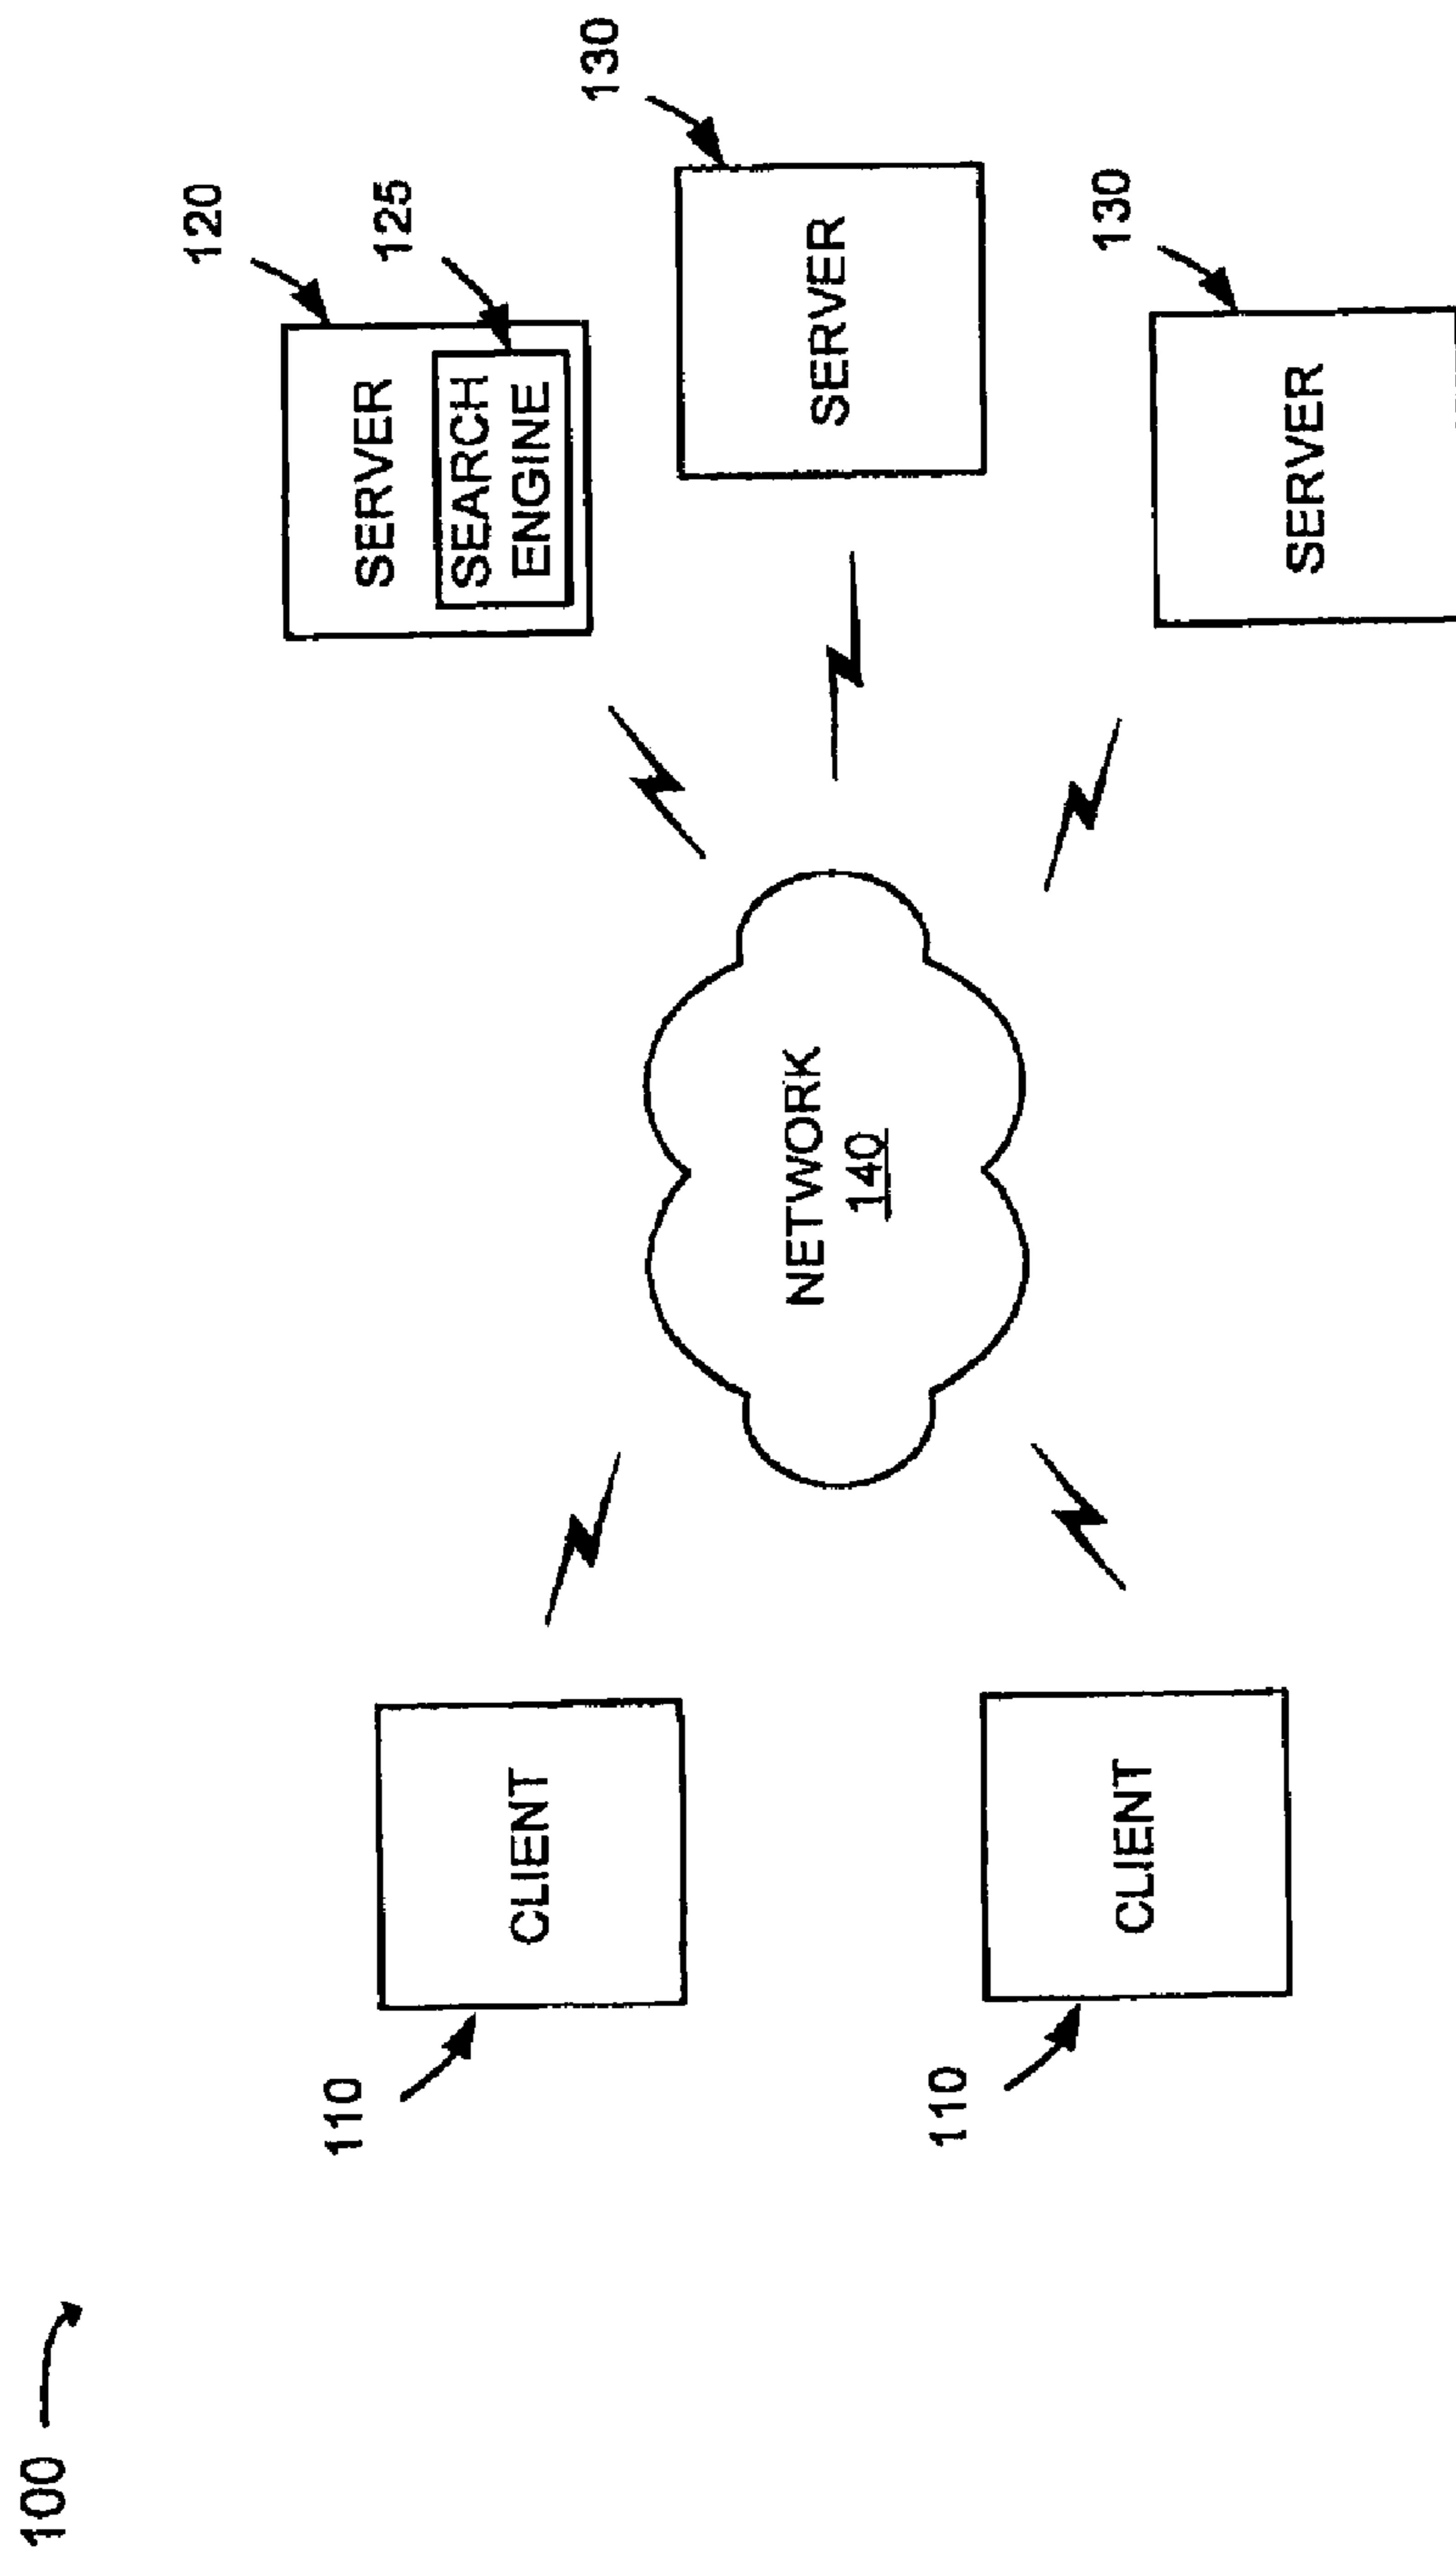 100
110
CLIENT
110
CLIENT
NETWORK
140
120
SERVER
125
SEARCH
ENGINE
130
SERVER
130
SERVER